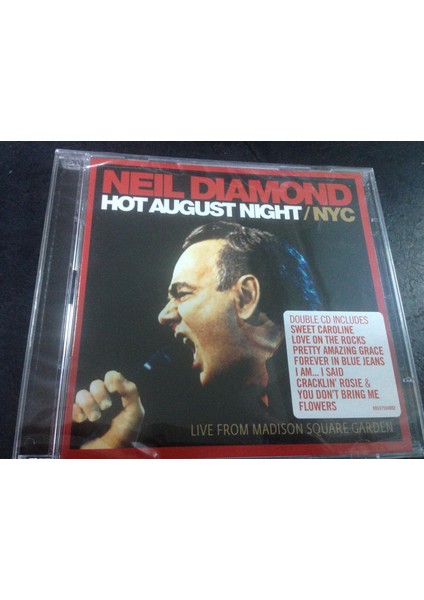 NEIL DIAMOND
HOT AUGUST NIGHT / NYC
DOUBLE CD INCLUDES
SWEET CAROLINE
LOVE ON THE ROCKS
PRETTY AMAZING GRACE
FOREVER IN BLUE JEANS
I AM... I SAID
CRACKLIN' ROSIE &
YOU DON'T BRING ME
FLOWERS
LIVE FROM MADISON SQUARE GARDEN